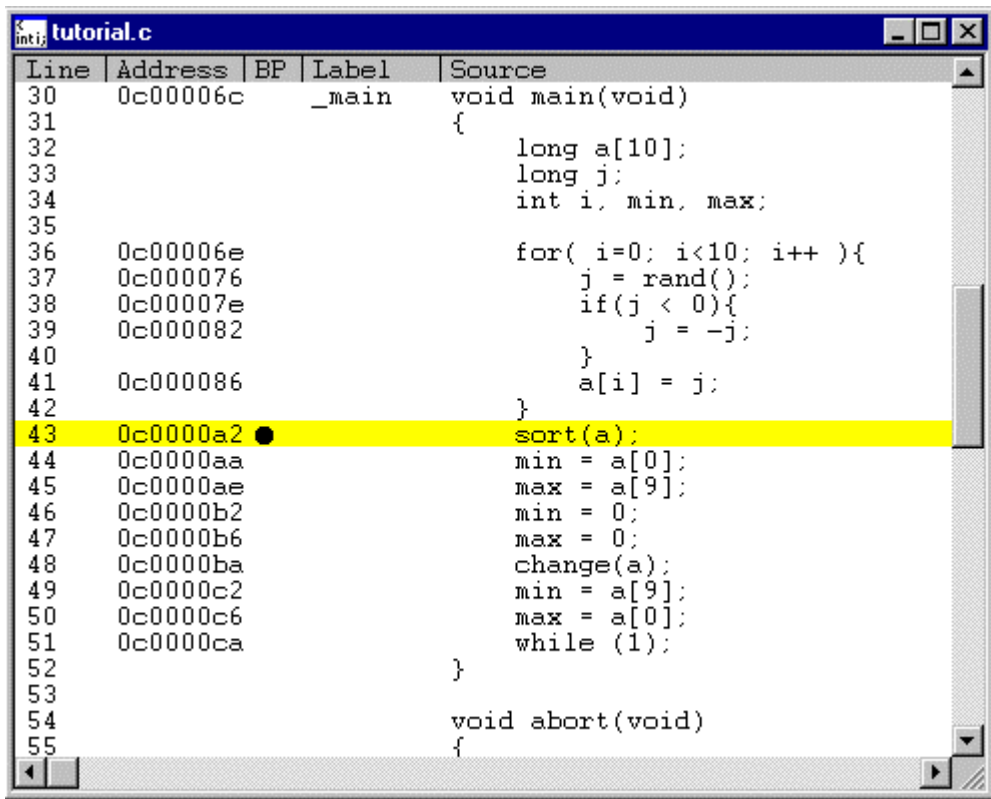 tutorial.c
Line Address BP Label Source
30 0c00006c _main void main(void)
31 {
32 long a[10];
33 long j;
34 int i, min, max;
35
36 0c00006e for( i=0; i<10; i++ ){
37 0c000076 j = rand();
38 0c00007e if(j < 0){
39 0c000082 j = -j;
40 }
41 0c000086 a[i] = j;
42 }
43 0c0000a2 sort(a);
44 0c0000aa min = a[0];
45 0c0000ae max = a[9];
46 0c0000b2 min = 0;
47 0c0000b6 max = 0;
48 0c0000ba change(a);
49 0c0000c2 min = a[9];
50 0c0000c6 max = a[0];
51 0c0000ca while (1);
52 }
53
54 void abort(void)
55 {